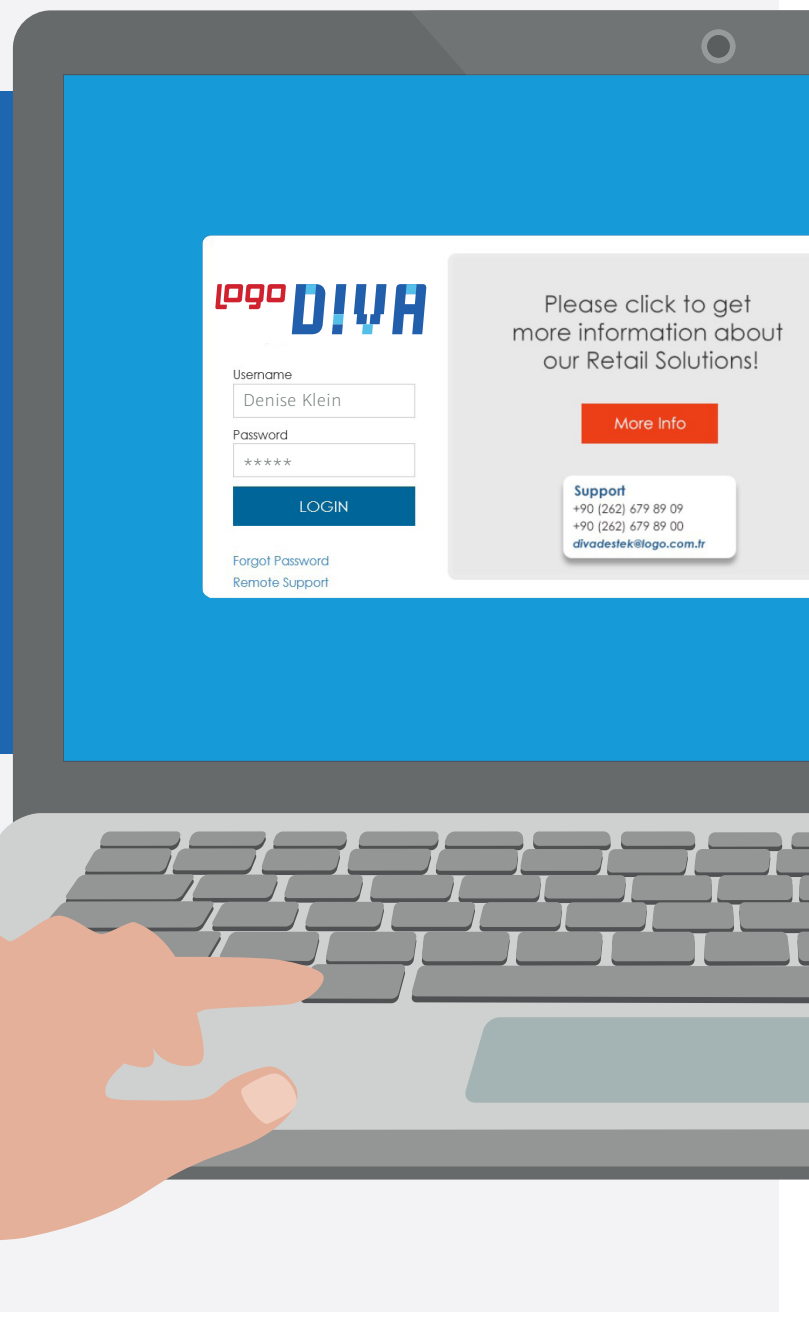 logo DIVA
Username
Denise Klein
Password
*****
LOGIN
Forgot Password
Remote Support
Please click to get
more information about
our Retail Solutions!
More Info
Support
+90 (262) 679 89 09
+90 (262) 679 89 00
divadestek@logo.com.tr